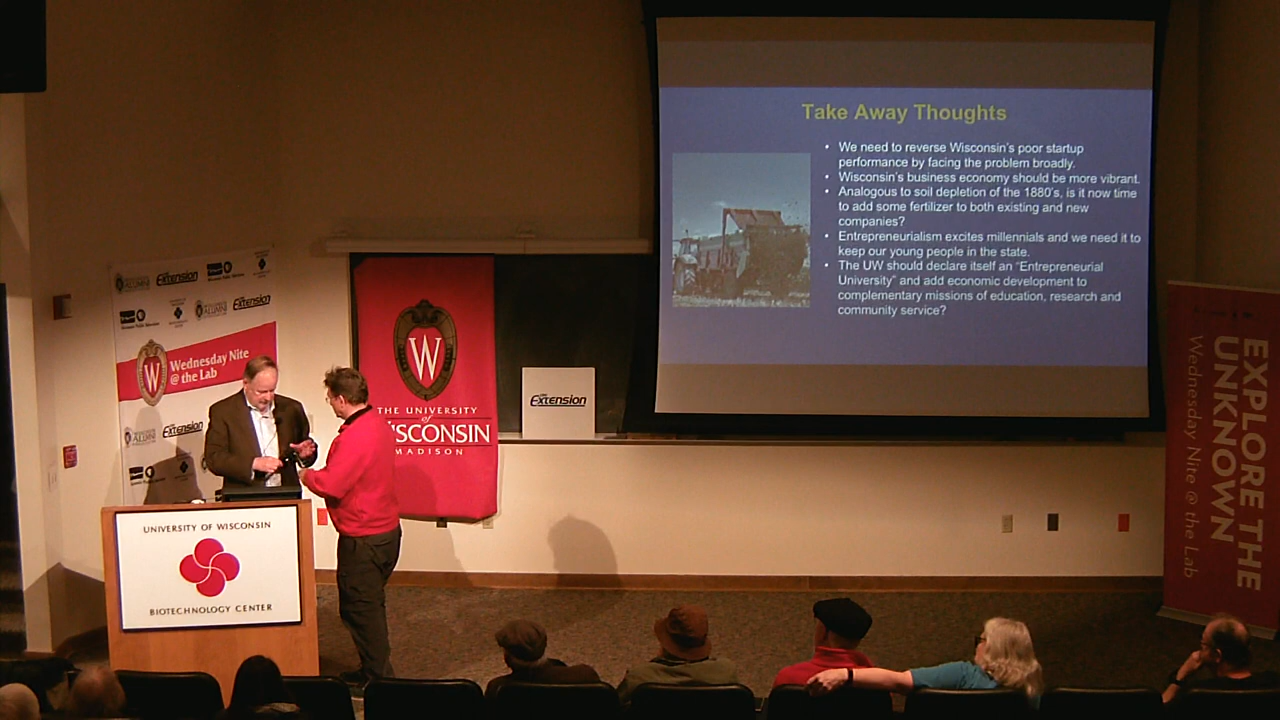 Take Away Thoughts
• We need to reverse Wisconsin's poor startup
performance by facing the problem broadly.
• Wisconsin's business economy should be more vibrant.
• Analogous to soil depletion of the 1880's, is it now time
to add some fertilizer to both existing and new
companies?
• Entrepreneurialism excites millennials and we need it to
keep our young people in the state.
• The UW should declare itself an "Entrepreneurial
University" and add economic development to
complementary missions of education, research and
community service?
Extension
Extension
W
Wednesday Nite
@ the Lab
ALUMNI
Extension
W
THE UNIVERSITY
of
WISCONSIN
MADISON
Extension
UNIVERSITY OF WISCONSIN
BIOTECHNOLOGY CENTER
EXPLORE THE
UNKNOWN
Wednesday Nite @ the Lab